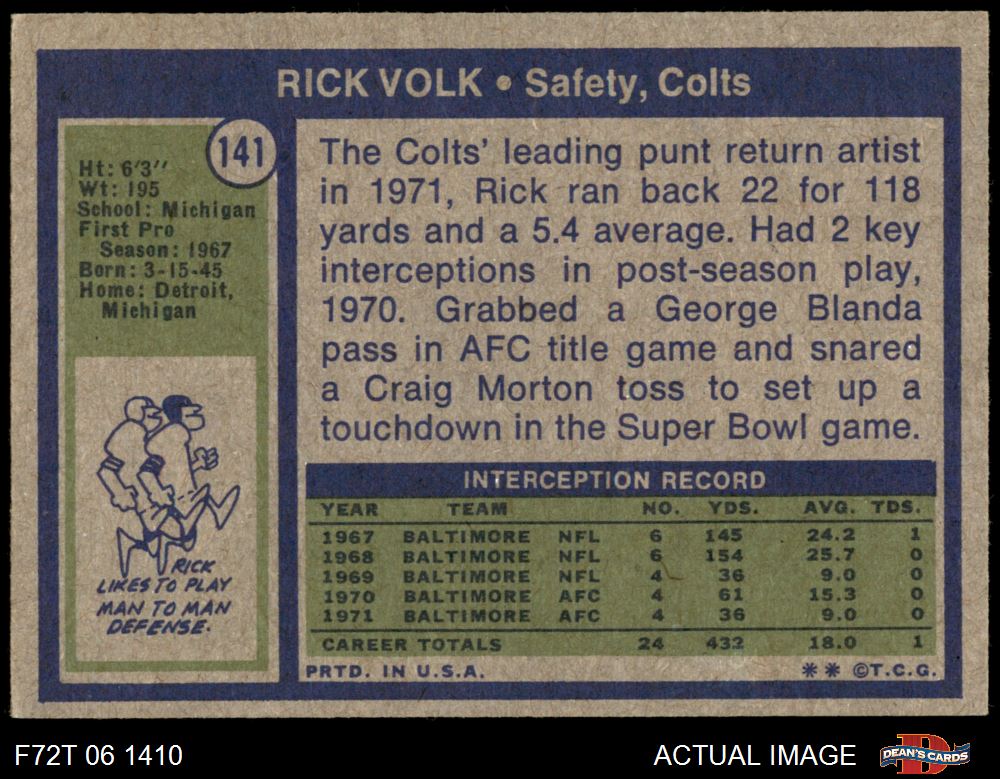 RICK VOLK • Safety, Colts
141
Ht: 6'3''
Wt: 195
School: Michigan
First Pro
Season: 1967
Born: 3-15-45
Home: Detroit,
Michigan
RICK
LIKES TO PLAY
MAN TO MAN
DEFENSE.
The Colts' leading punt return artist
in 1971, Rick ran back 22 for 118
yards and a 5.4 average. Had 2 key
interceptions in post-season play,
1970. Grabbed a George Blanda
pass in AFC title game and snared
a Craig Morton toss to set up a
touchdown in the Super Bowl game.
INTERCEPTION RECORD
YEAR TEAM NO. YDS. AVG. TDS.
1967 BALTIMORE NFL 6 145 24.2 1
1968 BALTIMORE NFL 6 154 25.7 0
1969 BALTIMORE NFL 4 36 9.0 0
1970 BALTIMORE AFC 4 61 15.3 0
1971 BALTIMORE AFC 4 36 9.0 0
CAREER TOTALS 24 432 18.0 1
PRTD. IN U.S.A. ** ©T.C.G.
F72T 06 1410 ACTUAL IMAGE DEAN'S CARDS